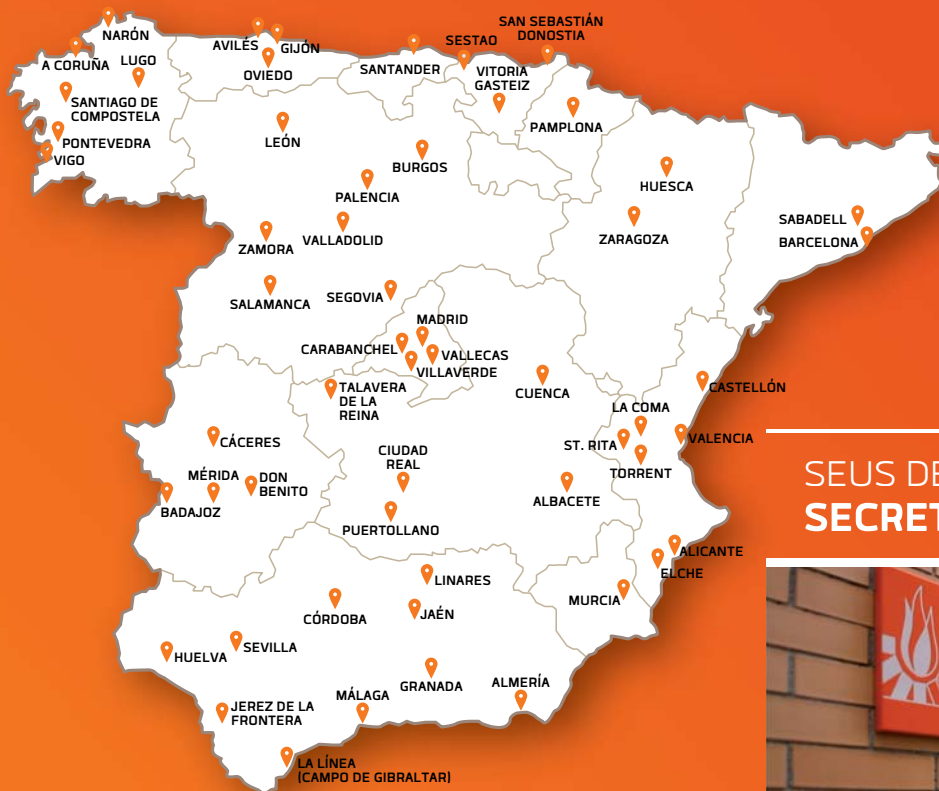 NARÓN
A CORUÑA
LUGO
SANTIAGO DE
COMPOSTELA
PONTEVEDRA
VIGO
AVILÉS
GIJÓN
OVIEDO
SANTANDER
SESTAO
SAN SEBASTIÁN
DONOSTIA
VITORIA
GASTEIZ
PAMPLONA
LEÓN
BURGOS
PALENCIA
HUESCA
ZAMORA
VALLADOLID
ZARAGOZA
SABADELL
BARCELONA
SALAMANCA
SEGOVIA
MADRID
CARABANCHEL
VALLECAS
VILLAVERDE
TALAVERA
DE LA
REINA
CUENCA
CASTELLÓN
LA COMA
ST. RITA
VALENCIA
TORRENT
CÁCERES
MÉRIDA
DON
BENITO
BADAJOZ
CIUDAD
REAL
PUERTOLLANO
ALBACETE
ALICANTE
ELCHE
MURCIA
LINARES
JAÉN
CÓRDOBA
SEVILLA
HUELVA
GRANADA
ALMERÍA
MÁLAGA
JEREZ DE LA
FRONTERA
LA LÍNEA
(CAMPO DE GIBRALTAR)
SEUS DE
SECRET